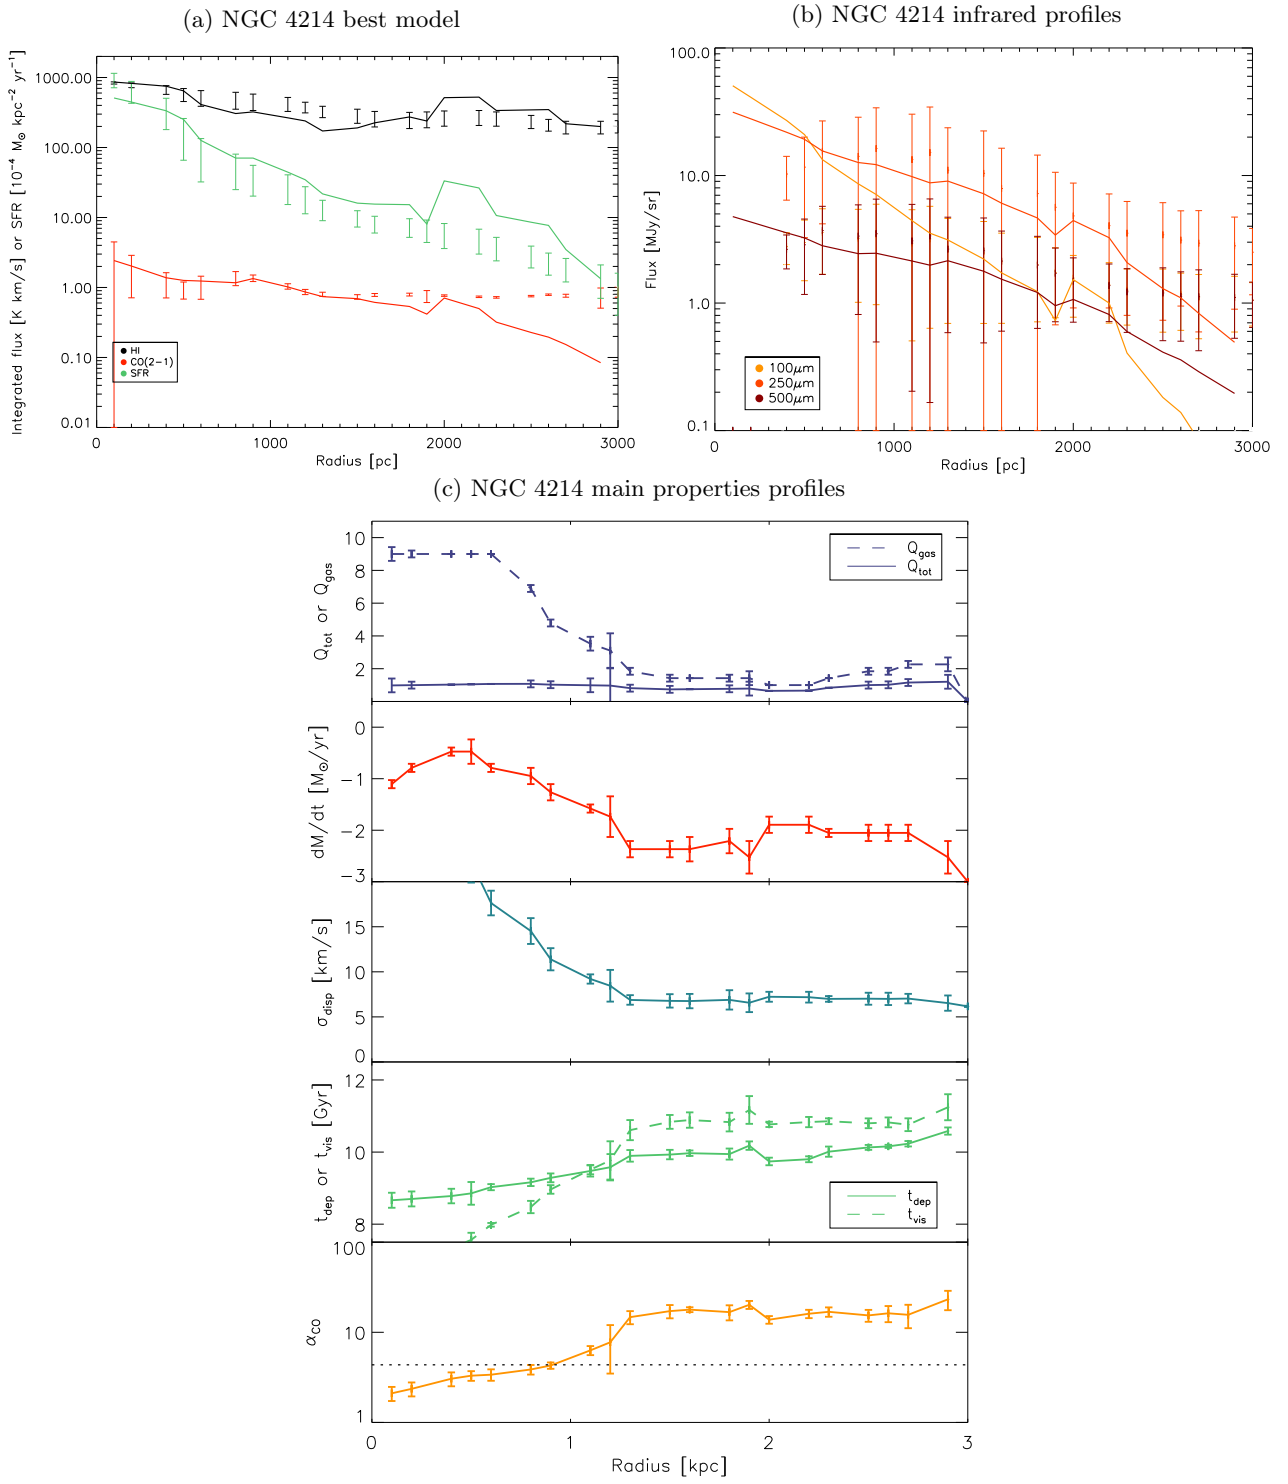 (a) NGC 4214 best model
Integrated flux [K km/s] or SFR [10⁻⁴ M☉ kpc⁻² yr⁻¹]
1000.00
100.00
10.00
1.00
0.10
0.01
HI
CO(2−1)
SFR
0 1000 2000 3000
Radius [pc]
(b) NGC 4214 infrared profiles
Flux [MJy/sr]
100.0
10.0
1.0
0.1
100μm
250μm
500μm
0 1000 2000 3000
Radius [pc]
(c) NGC 4214 main properties profiles
Q_tot or Q_gas
10
8
6
4
2
Q_gas
Q_tot
dM/dt [M☉/yr]
0
−1
−2
−3
σ_disp [km/s]
15
10
5
0
t_dep or t_vis [Gyr]
12
10
8
t_dep
t_vis
α_CO
100
10
1
0 1 2 3
Radius [kpc]